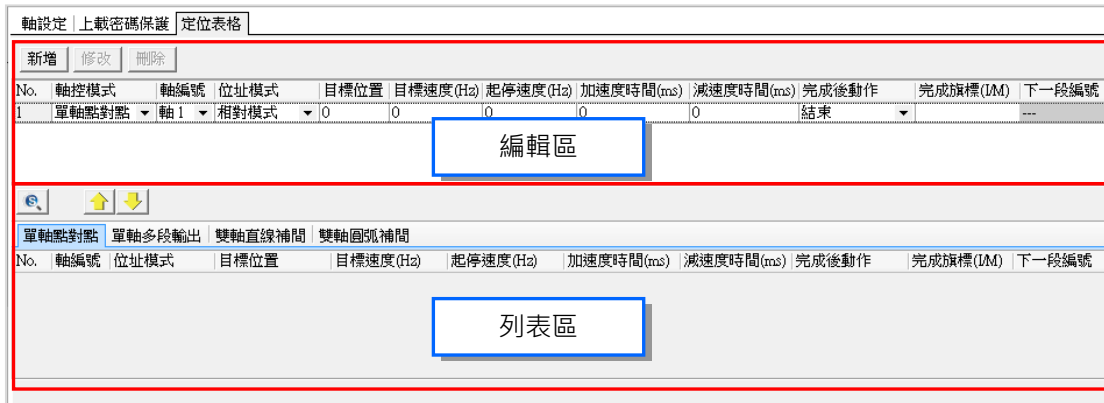 軸設定 上載密碼保護 定位表格
新增 修改 刪除
No. 軸控模式 軸編號 位址模式 目標位置 目標速度(Hz) 起停速度(Hz) 加速度時間(ms) 減速度時間(ms) 完成後動作 完成旗標(I/M) 下一段編號
1 單軸點對點 軸 1 相對模式 0 0 0 0 0 結束 ---
編輯區
單軸點對點 單軸多段輸出 雙軸直線補間 雙軸圓弧補間
No. 軸編號 位址模式 目標位置 目標速度(Hz) 起停速度(Hz) 加速度時間(ms) 減速度時間(ms) 完成後動作 完成旗標(I/M) 下一段編號
列表區